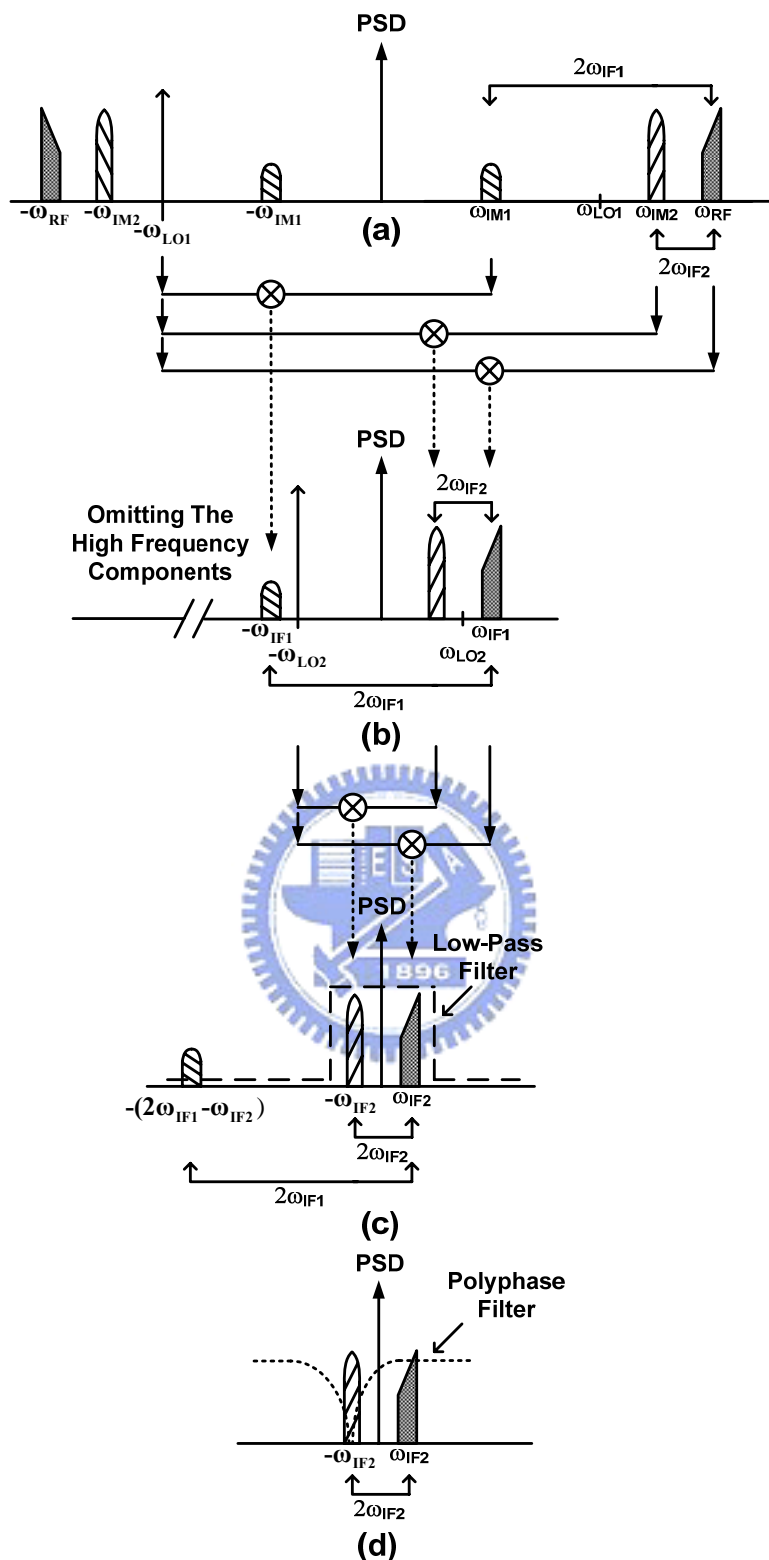 PSD
2ωIF1
-ωRF -ωIM2 -ωLO1 -ωIM1 ωIM1 ωLO1 ωIM2 ωRF
(a)
2ωIF2
PSD
2ωIF2
Omitting The
High Frequency
Components
-ωIF1 -ωLO2 ωLO2 ωIF1
2ωIF1
(b)
PSD
Low-Pass
Filter
1896
-(2ωIF1-ωIF2) -ωIF2 ωIF2
2ωIF2
2ωIF1
(c)
PSD
Polyphase
Filter
-ωIF2 ωIF2
2ωIF2
(d)